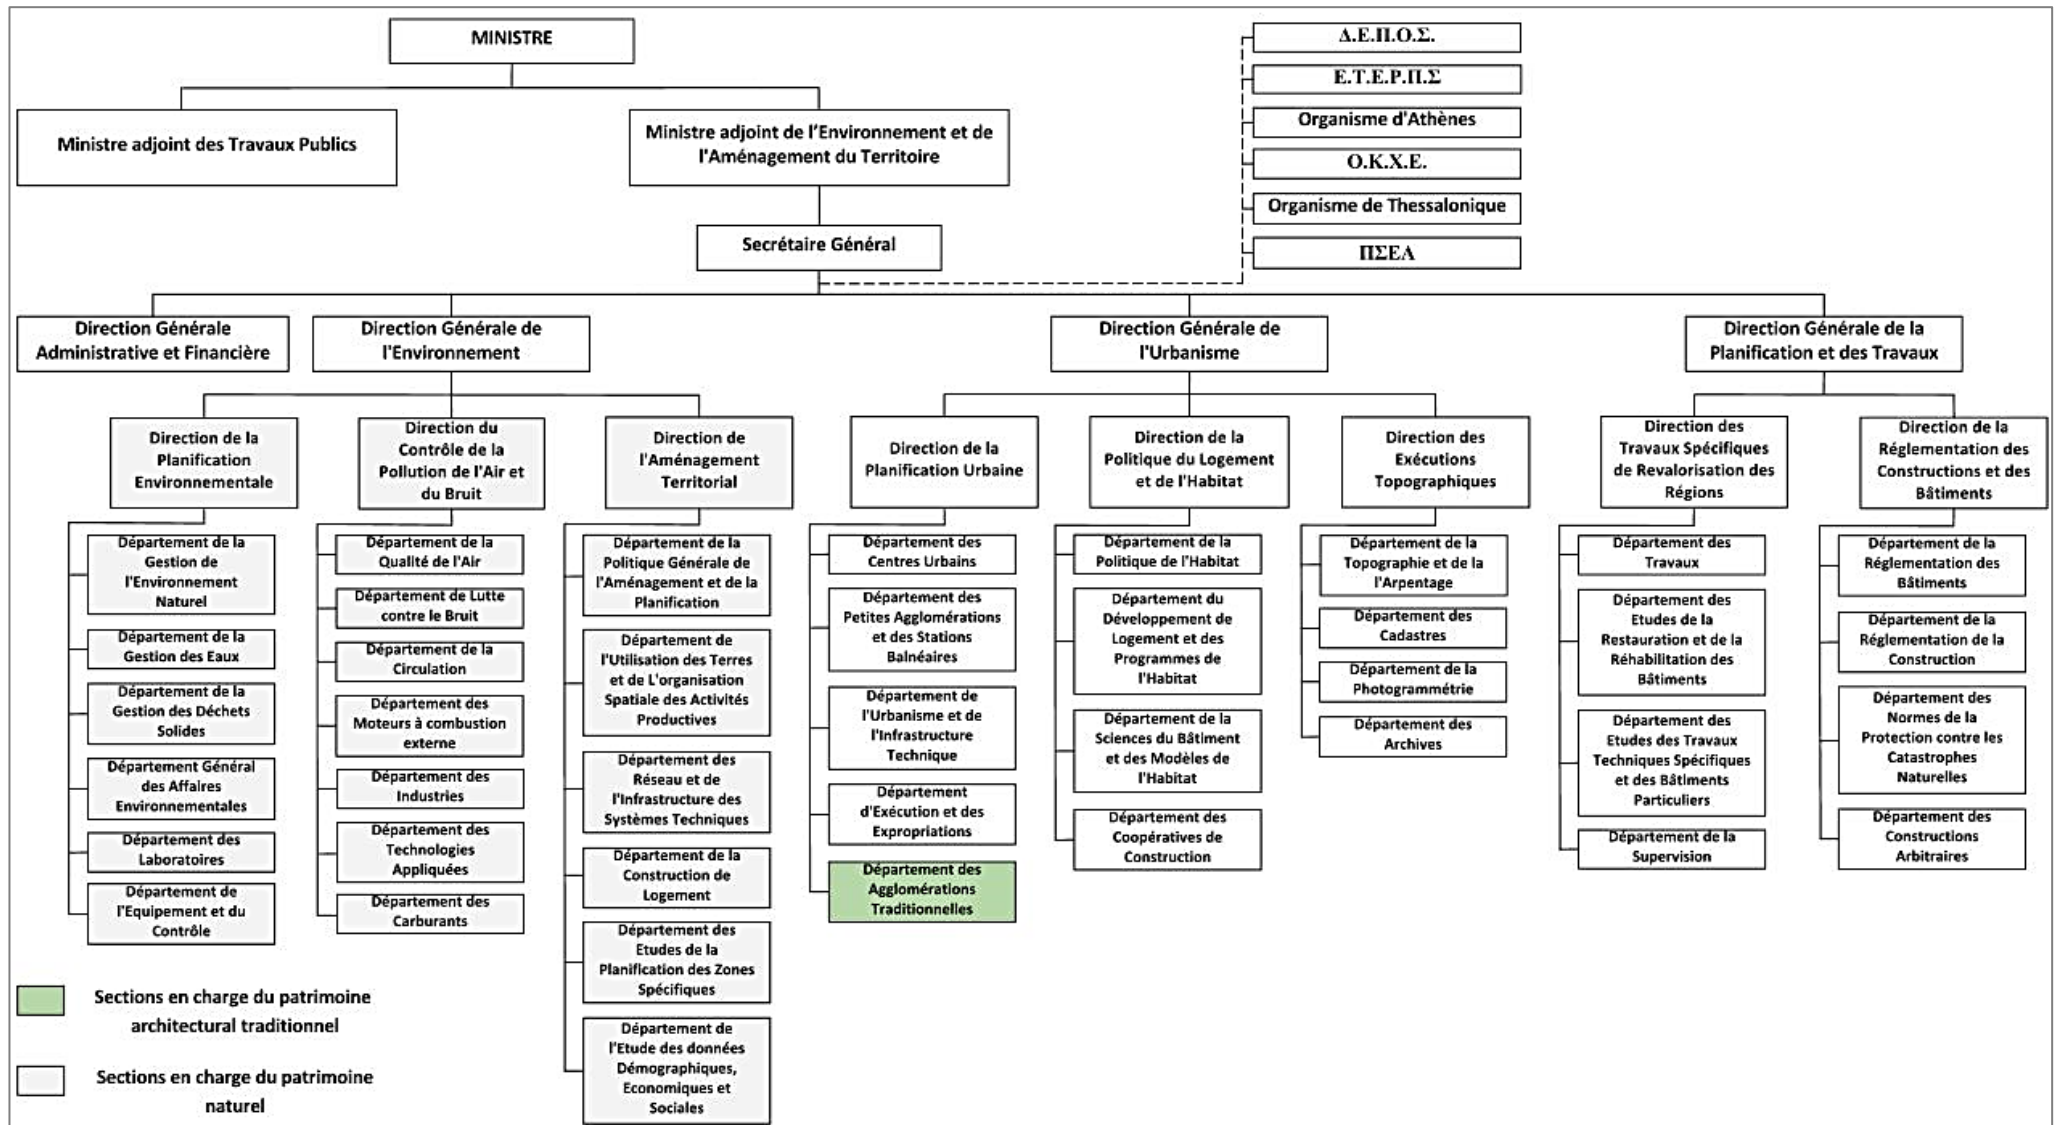 MINISTRE
Δ.Ε.Π.Ο.Σ.
Ε.Τ.Ε.Ρ.Π.Σ
Organisme d'Athènes
Ο.Κ.Χ.Ε.
Organisme de Thessalonique
ΠΣΕΑ
Ministre adjoint des Travaux Publics
Ministre adjoint de l'Environnement et de
l'Aménagement du Territoire
Secrétaire Général
Direction Générale
Administrative et Financière
Direction Générale de
l'Environnement
Direction Générale de
l'Urbanisme
Direction Générale de la
Planification et des Travaux
Direction de la
Planification
Environnementale
Direction du
Contrôle de la
Pollution de l'Air et
du Bruit
Direction de
l'Aménagement
Territorial
Direction de la
Planification Urbaine
Direction de la
Politique du Logement
et de l'Habitat
Direction des
Exécutions
Topographiques
Direction des
Travaux Spécifiques
de Revalorisation des
Régions
Direction de la
Réglementation des
Constructions et des
Bâtiments
Département de la
Gestion de
l'Environnement
Naturel
Département de la
Gestion des Eaux
Département de la
Gestion des Déchets
Solides
Département Général
des Affaires
Environnementales
Département des
Laboratoires
Département de
l'Equipement et du
Contrôle
Département de la
Qualité de l'Air
Département de Lutte
contre le Bruit
Département de la
Circulation
Département des
Moteurs à combustion
externe
Département des
Industries
Département des
Technologies
Appliquées
Département des
Carburants
Département de la
Politique Générale de
l'Aménagement et de la
Planification
Département de
l'Utilisation des Terres
et de L'organisation
Spatiale des Activités
Productives
Département des
Réseau et de
l'Infrastructure des
Systèmes Techniques
Département de la
Construction de
Logement
Département des
Etudes de la
Planification des Zones
Spécifiques
Département de
l'Etude des données
Démographiques,
Economiques et
Sociales
Département des
Centres Urbains
Département des
Petites Agglomérations
et des Stations
Balnéaires
Département de
l'Urbanisme et de
l'Infrastructure
Technique
Département
d'Exécution et des
Expropriations
Département des
Agglomérations
Traditionnelles
Département de la
Politique de l'Habitat
Département du
Développement de
Logement et des
Programmes de
l'Habitat
Département de la
Sciences du Bâtiment
et des Modèles de
l'Habitat
Département des
Coopératives de
Construction
Département de la
Topographie et de la
l'Arpentage
Département des
Cadastres
Département de la
Photogrammétrie
Département des
Archives
Département des
Travaux
Département des
Etudes de la
Restauration et de la
Réhabilitation des
Bâtiments
Département des
Etudes des Travaux
Techniques Spécifiques
et des Bâtiments
Particuliers
Département de la
Supervision
Département de la
Réglementation des
Bâtiments
Département de la
Réglementation de la
Construction
Département des
Normes de la
Protection contre les
Catastrophes
Naturelles
Département des
Constructions
Arbitraires
Sections en charge du patrimoine
architectural traditionnel
Sections en charge du patrimoine
naturel